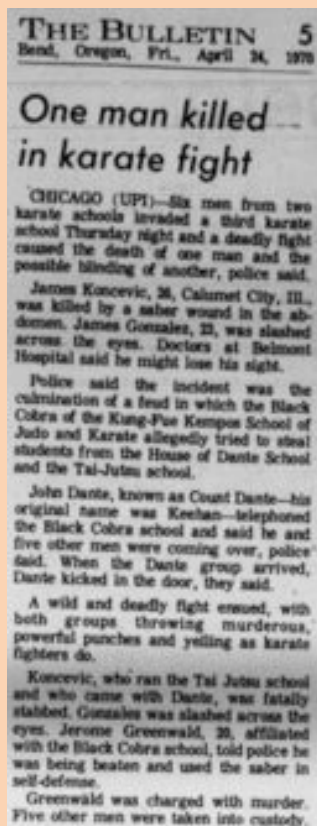 THE BULLETIN 5
Bend, Oregon, Fri., April 24, 1970
One man killed
in karate fight
CHICAGO (UPI)—Six men from two
karate schools invaded a third karate
school Thursday night and a deadly fight
caused the death of one man and the
possible blinding of another, police said.
James Koncevic, 26, Calumet City, Ill.,
was killed by a saber wound in the ab-
domen. James Gonzales, 23, was slashed
across the eyes. Doctors at Belmont
Hospital said he might lose his sight.
Police said the incident was the
culmination of a feud in which the Black
Cobra of the Kung-Fue Kempos School of
Judo and Karate allegedly tried to steal
students from the House of Dante School
and the Tai-Jutsu school.
John Dante, known as Count Dante—his
original name was Keehan—telephoned
the Black Cobra school and said he and
five other men were coming over, police
said. When the Dante group arrived,
Dante kicked in the door, they said.
A wild and deadly fight ensued, with
both groups throwing murderous,
powerful punches and yelling as karate
fighters do.
Koncevic, who ran the Tai Jutsu school
and who came with Dante, was fatally
stabbed. Gonzales was slashed across the
eyes. Jerome Greenwald, 20, affiliated
with the Black Cobra school, told police he
was being beaten and used the saber in
self-defense.
Greenwald was charged with murder.
Five other men were taken into custody.